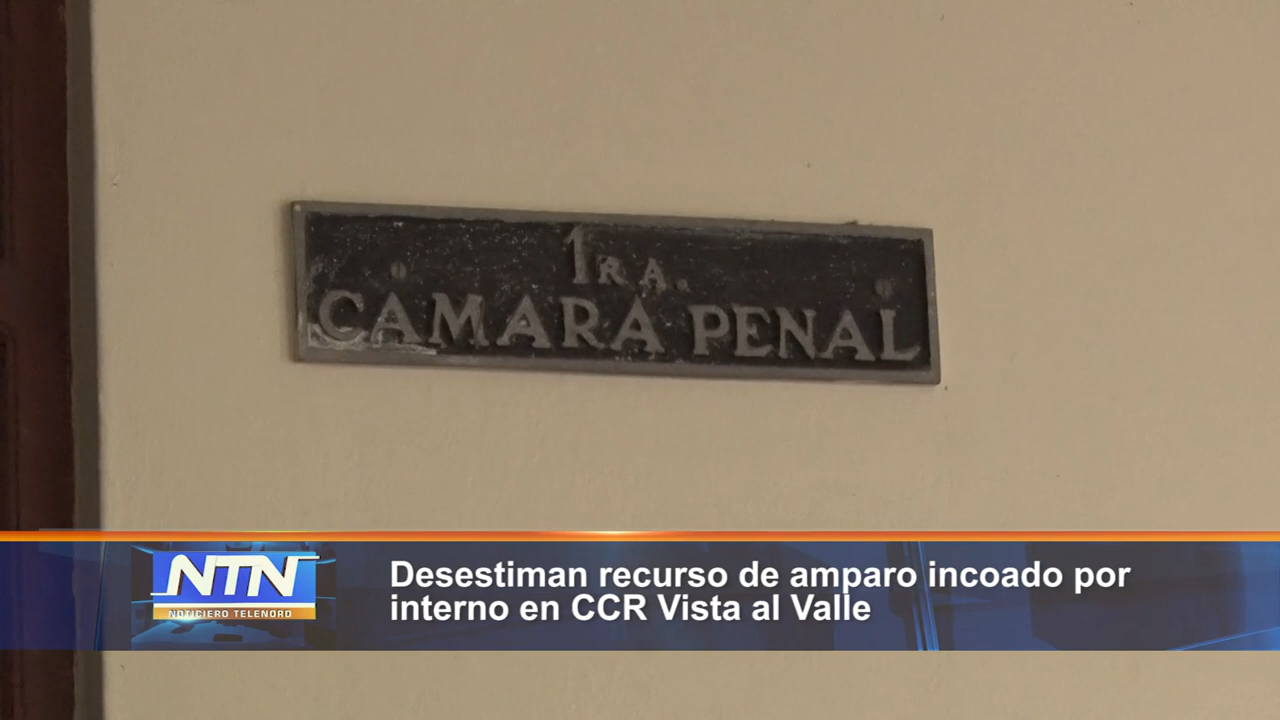 1RA.
CAMARA PENAL
NTN
NOTICIERO TELENORD
Desestiman recurso de amparo incoado por
interno en CCR Vista al Valle